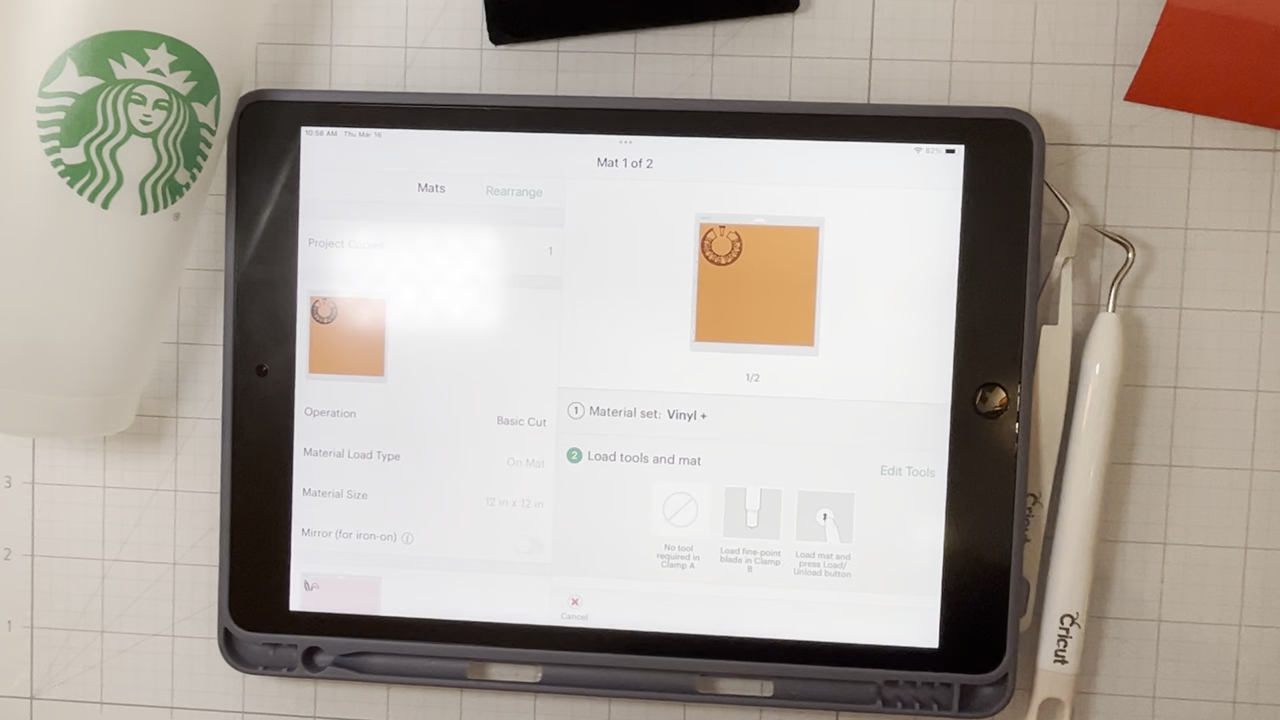 10:56 AM Thu Mar 16
82%
Mat 1 of 2
Mats
Rearrange
Project Copies
1
1/2
Operation
Basic Cut
Material Load Type
On Mat
Material Size
12 in x 12 in
Mirror (for iron-on)
1 Material set: Vinyl +
2 Load tools and mat
Edit Tools
No tool
required in
Clamp A
Load fine-point
blade in Clamp
B
Load mat and
press Load/
Unload button
Cancel
®
3
2
1
Cricut
Cricut